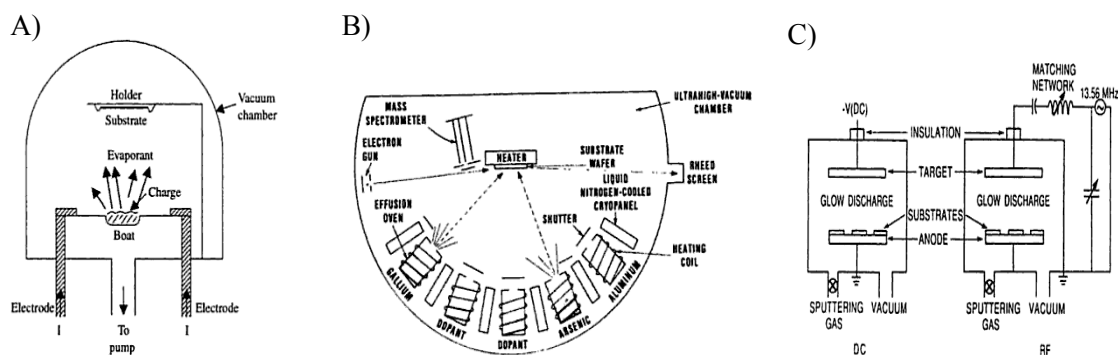 A)
Holder
Substrate
Vacuum
chamber
Evaporant
Charge
Boat
Electrode
Electrode
I
To
pump
I
B)
MASS
SPECTROMETER
ELECTRON
GUN
HEATER
ULTRAHIGH-VACUUM
CHAMBER
SUBSTRATE
WAFER
RHEED
SCREEN
LIQUID
NITROGEN-COOLED
CRYOPANEL
EFFUSION
OVEN
SHUTTER
HEATING
COIL
GALLIUM
DOPANT
DOPANT
ARSENIC
ALUMINUM
C)
MATCHING
NETWORK
13.56 MHz
-V(DC)
INSULATION
TARGET
GLOW DISCHARGE
GLOW DISCHARGE
SUBSTRATES
ANODE
SPUTTERING
GAS
VACUUM
SPUTTERING
GAS
VACUUM
DC
RF